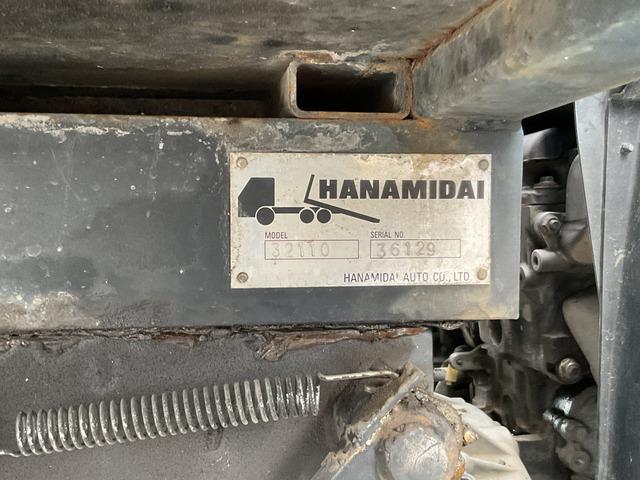 HANAMIDAI
MODEL SERIAL NO.
32110 36129
HANAMIDAI AUTO CO., LTD.